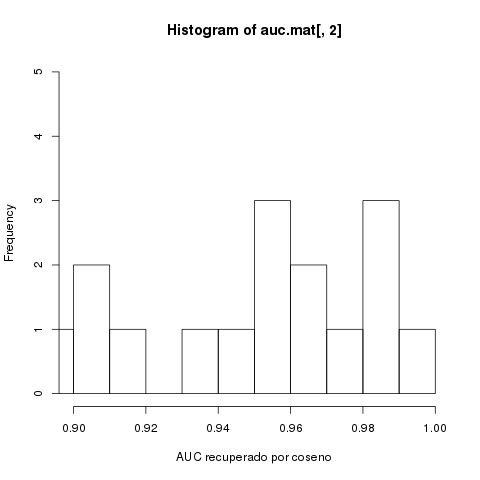 Histogram of auc.mat[, 2]
5
4
3
2
1
0
Frequency
0.90 0.92 0.94 0.96 0.98 1.00
AUC recuperado por coseno